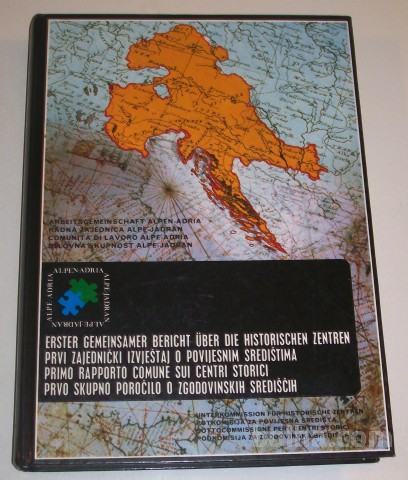 ARBEITSGEMEINSCHAFT ALPEN-ADRIA
RADNA ZAJEDNICA ALPE-JADRAN
COMUNITA DI LAVORO ALPE-ADRIA
DELOVNA SKUPNOST ALPE-JADRAN
ALPEN-ADRIA
ALPE-ADRIA
ALPE-JADRAN
ALPE-JADRAN
ERSTER GEMEINSAMER BERICHT ÜBER DIE HISTORISCHEN ZENTREN
PRVI ZAJEDNIČKI IZVJEŠTAJ O POVIJESNIM SREDIŠTIMA
PRIMO RAPPORTO COMUNE SUI CENTRI STORICI
PRVO SKUPNO POROČILO O ZGODOVINSKIH SREDIŠČIH
UNTERKOMMISSION FÜR HISTORISCHE ZENTREN
POTKOMISIJA ZA POVIJESNA SREDIŠTA
SOTTOCOMMISSIONE PER I CENTRI STORICI
PODKOMISIJA ZA ZGODOVINSKA